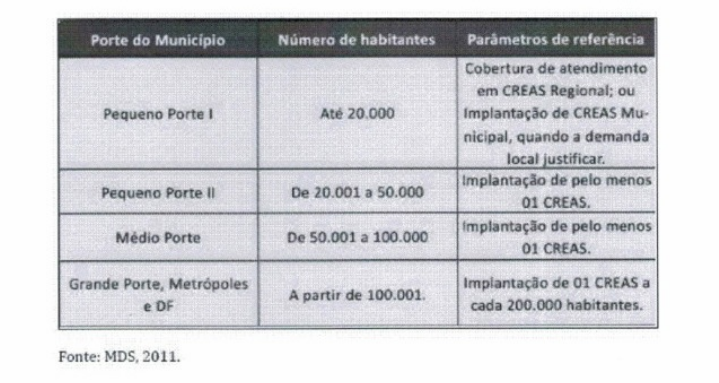 Porte do Município Número de habitantes Parâmetros de referência
Pequeno Porte I Até 20.000 Cobertura de atendimento
em CREAS Regional; ou
Implantação de CREAS Mu-
nicipal, quando a demanda
local justificar.
Pequeno Porte II De 20.001 a 50.000 Implantação de pelo menos
01 CREAS.
Médio Porte De 50.001 a 100.000 Implantação de pelo menos
01 CREAS.
Grande Porte, Metrópoles
e DF A partir de 100.001. Implantação de 01 CREAS a
cada 200.000 habitantes.
Fonte: MDS, 2011.